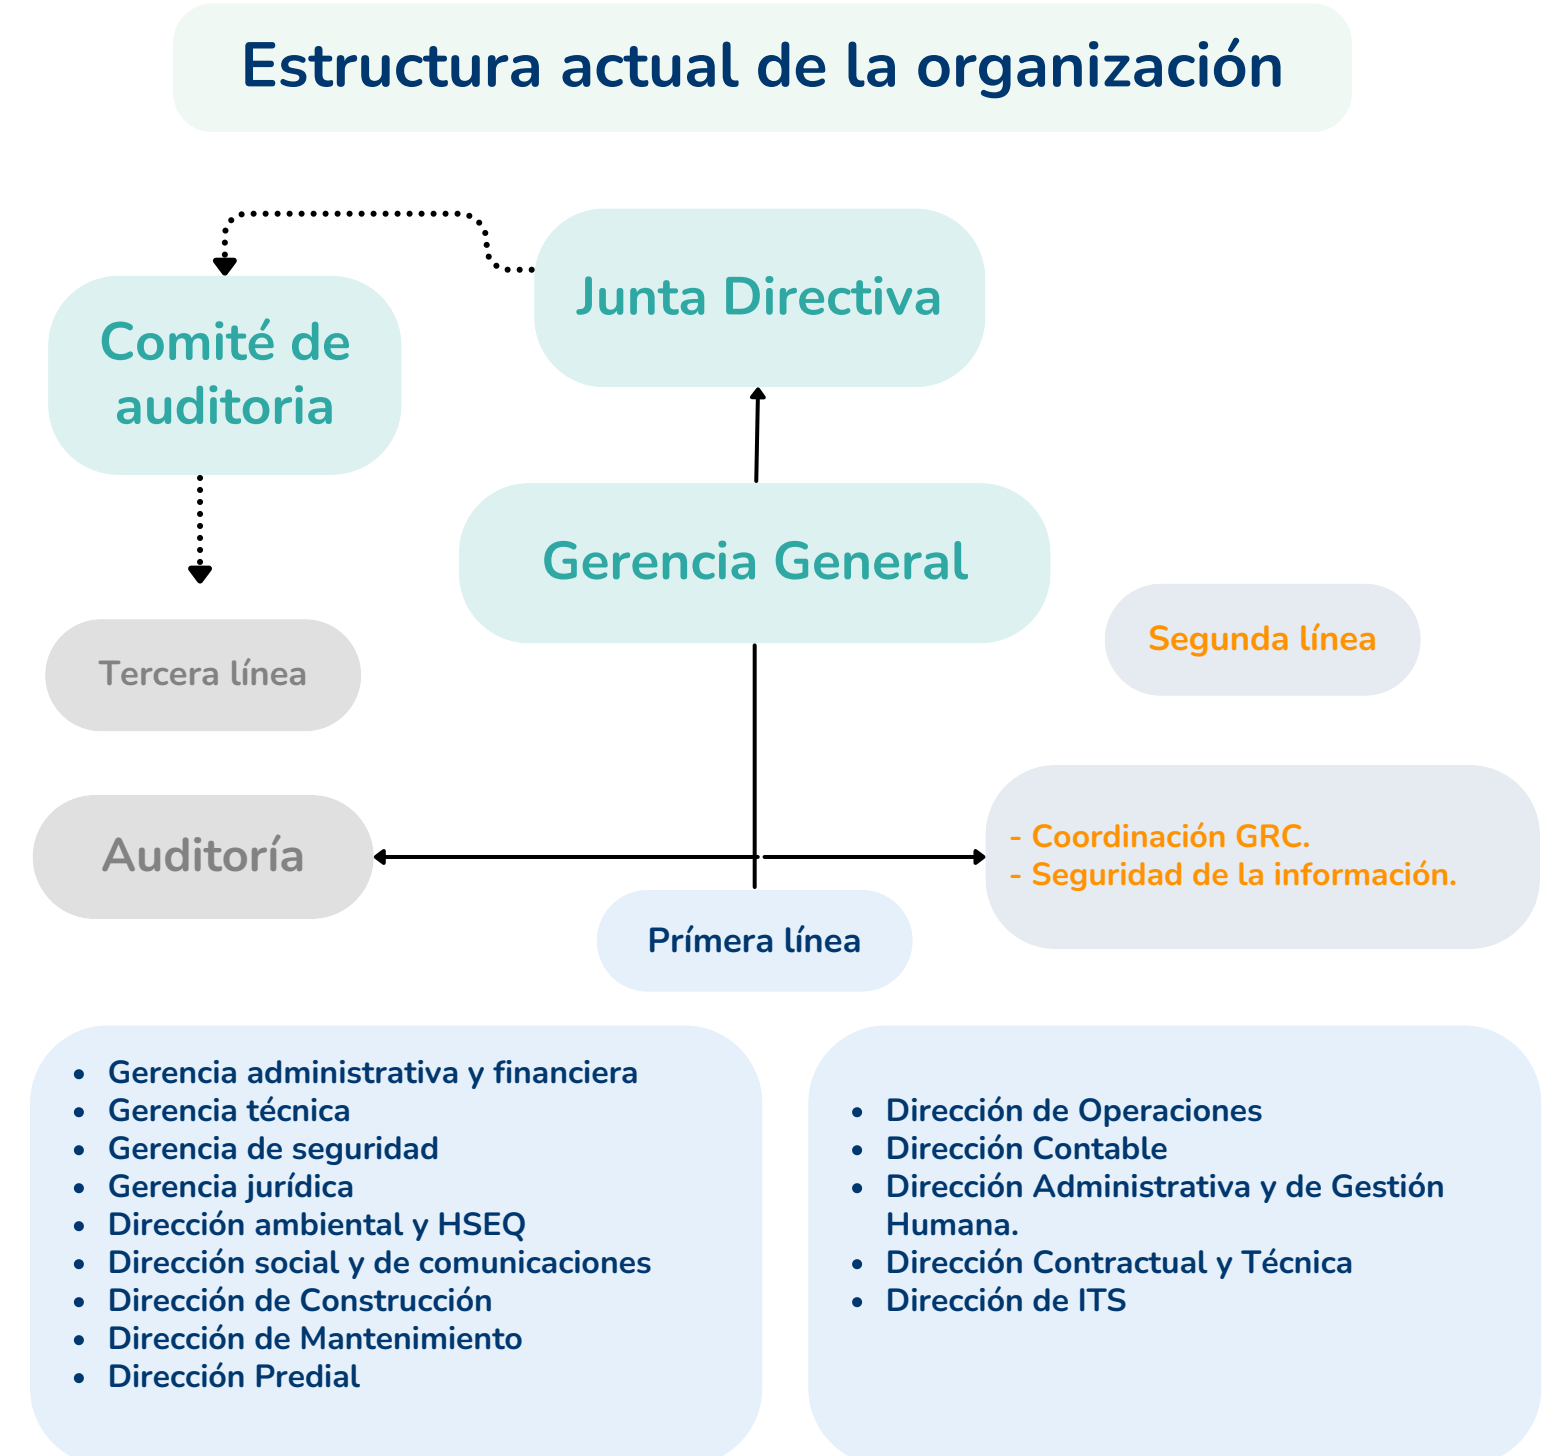 Estructura actual de la organización
Junta Directiva
Comité de
auditoria
Gerencia General
Segunda línea
Tercera línea
- Coordinación GRC.
- Seguridad de la información.
Auditoría
Prímera línea
• Gerencia administrativa y financiera
• Gerencia técnica
• Gerencia de seguridad
• Gerencia jurídica
• Dirección ambiental y HSEQ
• Dirección social y de comunicaciones
• Dirección de Construcción
• Dirección de Mantenimiento
• Dirección Predial
• Dirección de Operaciones
• Dirección Contable
• Dirección Administrativa y de Gestión
Humana.
• Dirección Contractual y Técnica
• Dirección de ITS